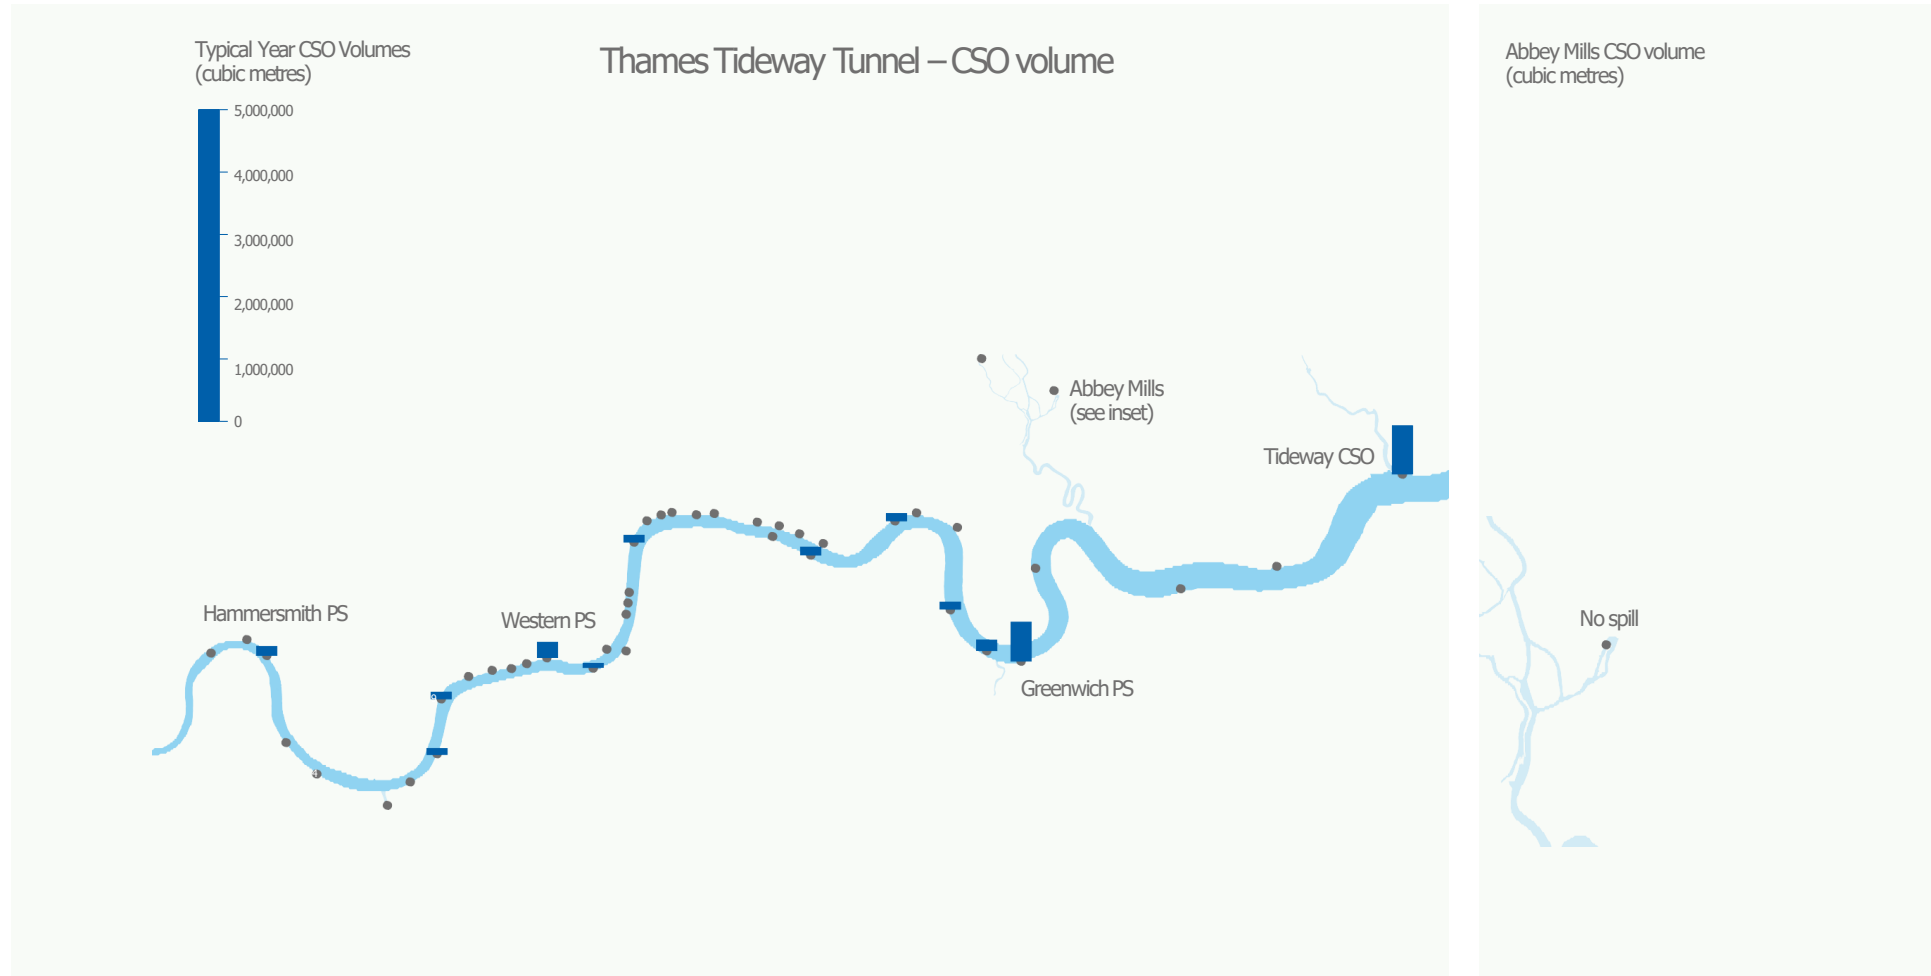 Typical Year CSO Volumes
(cubic metres)
Thames Tideway Tunnel – CSO volume
Abbey Mills CSO volume
(cubic metres)
5,000,000
4,000,000
3,000,000
2,000,000
1,000,000
0
Abbey Mills
(see inset)
Tideway CSO
Hammersmith PS
Western PS
No spill
Greenwich PS